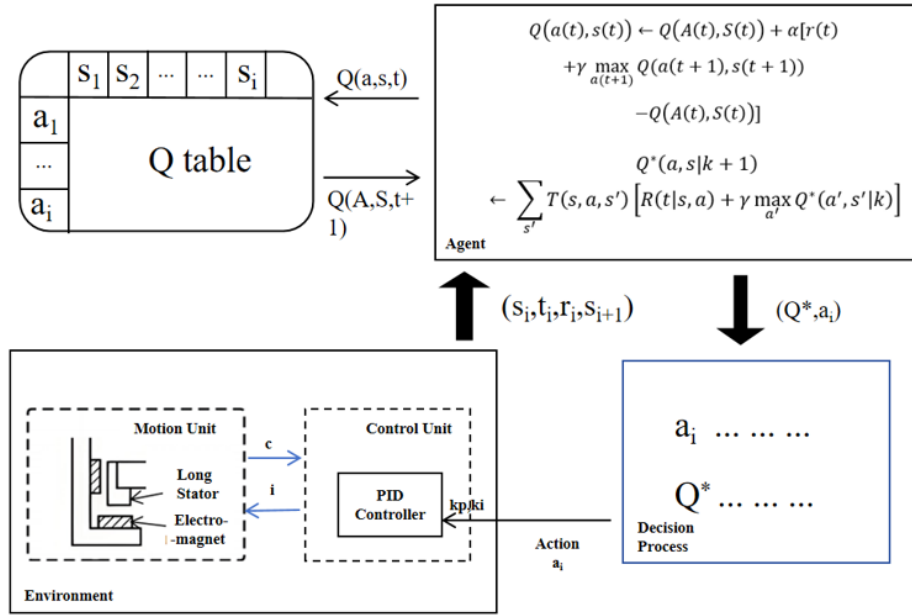 S1 S2 ... ... Si
a1
...
ai
Q table
Q(a,s,t)
Q(A,S,t+
1)
Q(a(t),s(t)) ← Q(A(t),S(t)) + α[r(t)
+γ max Q(a(t+1),s(t+1))
a(t+1)
−Q(A(t),S(t))]
Q*(a,s|k+1)
← ∑ T(s,a,s′) [R(t|s,a) + γ max Q*(a′,s′|k)]
s′ a′
Agent
(si,ti,ri,si+1)
(Q*,ai)
Motion Unit
Long
Stator
Electro-
-magnet
c
i
Control Unit
PID
Controller
kp/ki
Environment
Action
ai
ai ... ... ...
Q* ... ... ...
Decision
Process